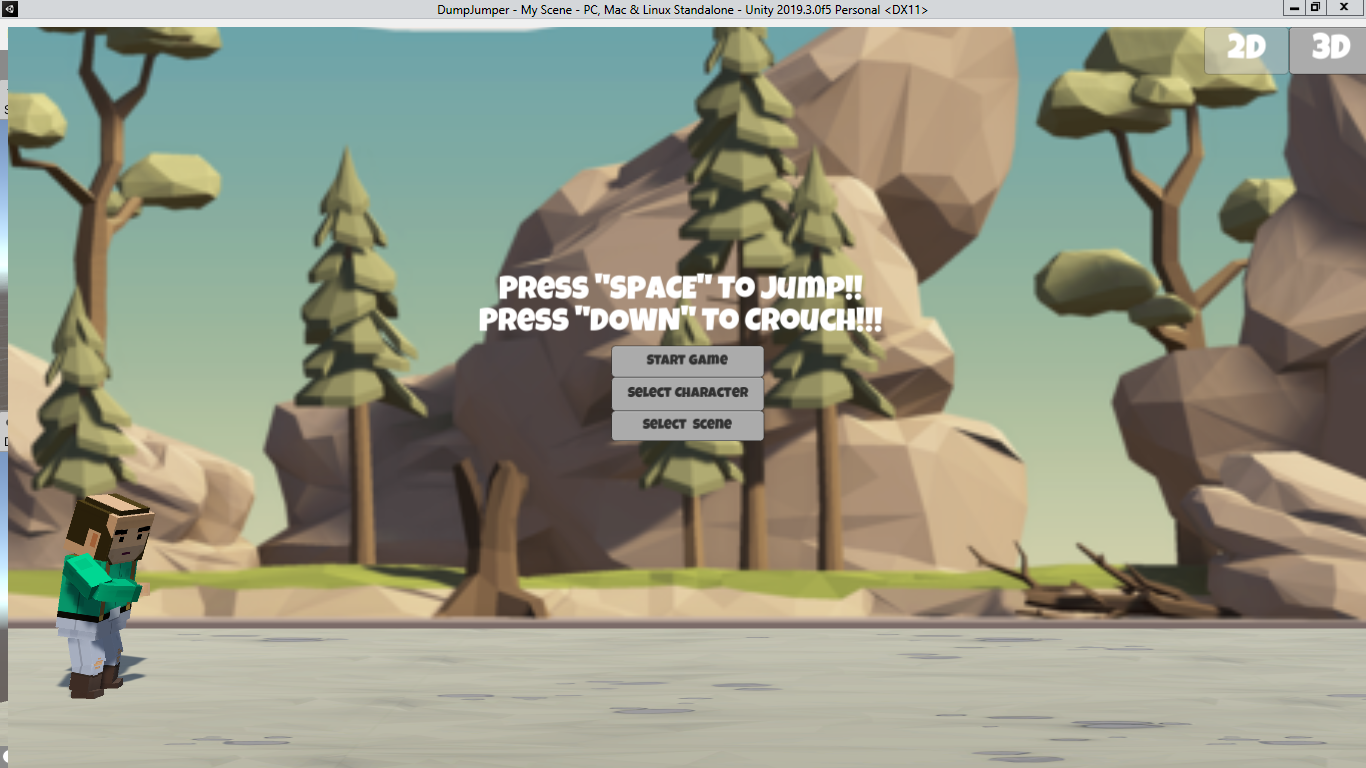 DumpJumper - My Scene - PC, Mac & Linux Standalone - Unity 2019.3.0f5 Personal <DX11>
2D 3D
PRESS "SPACE" TO JUMP!!
PRESS "DOWN" TO CROUCH!!!
START GAME
SELECT CHARACTER
SELECT SCENE